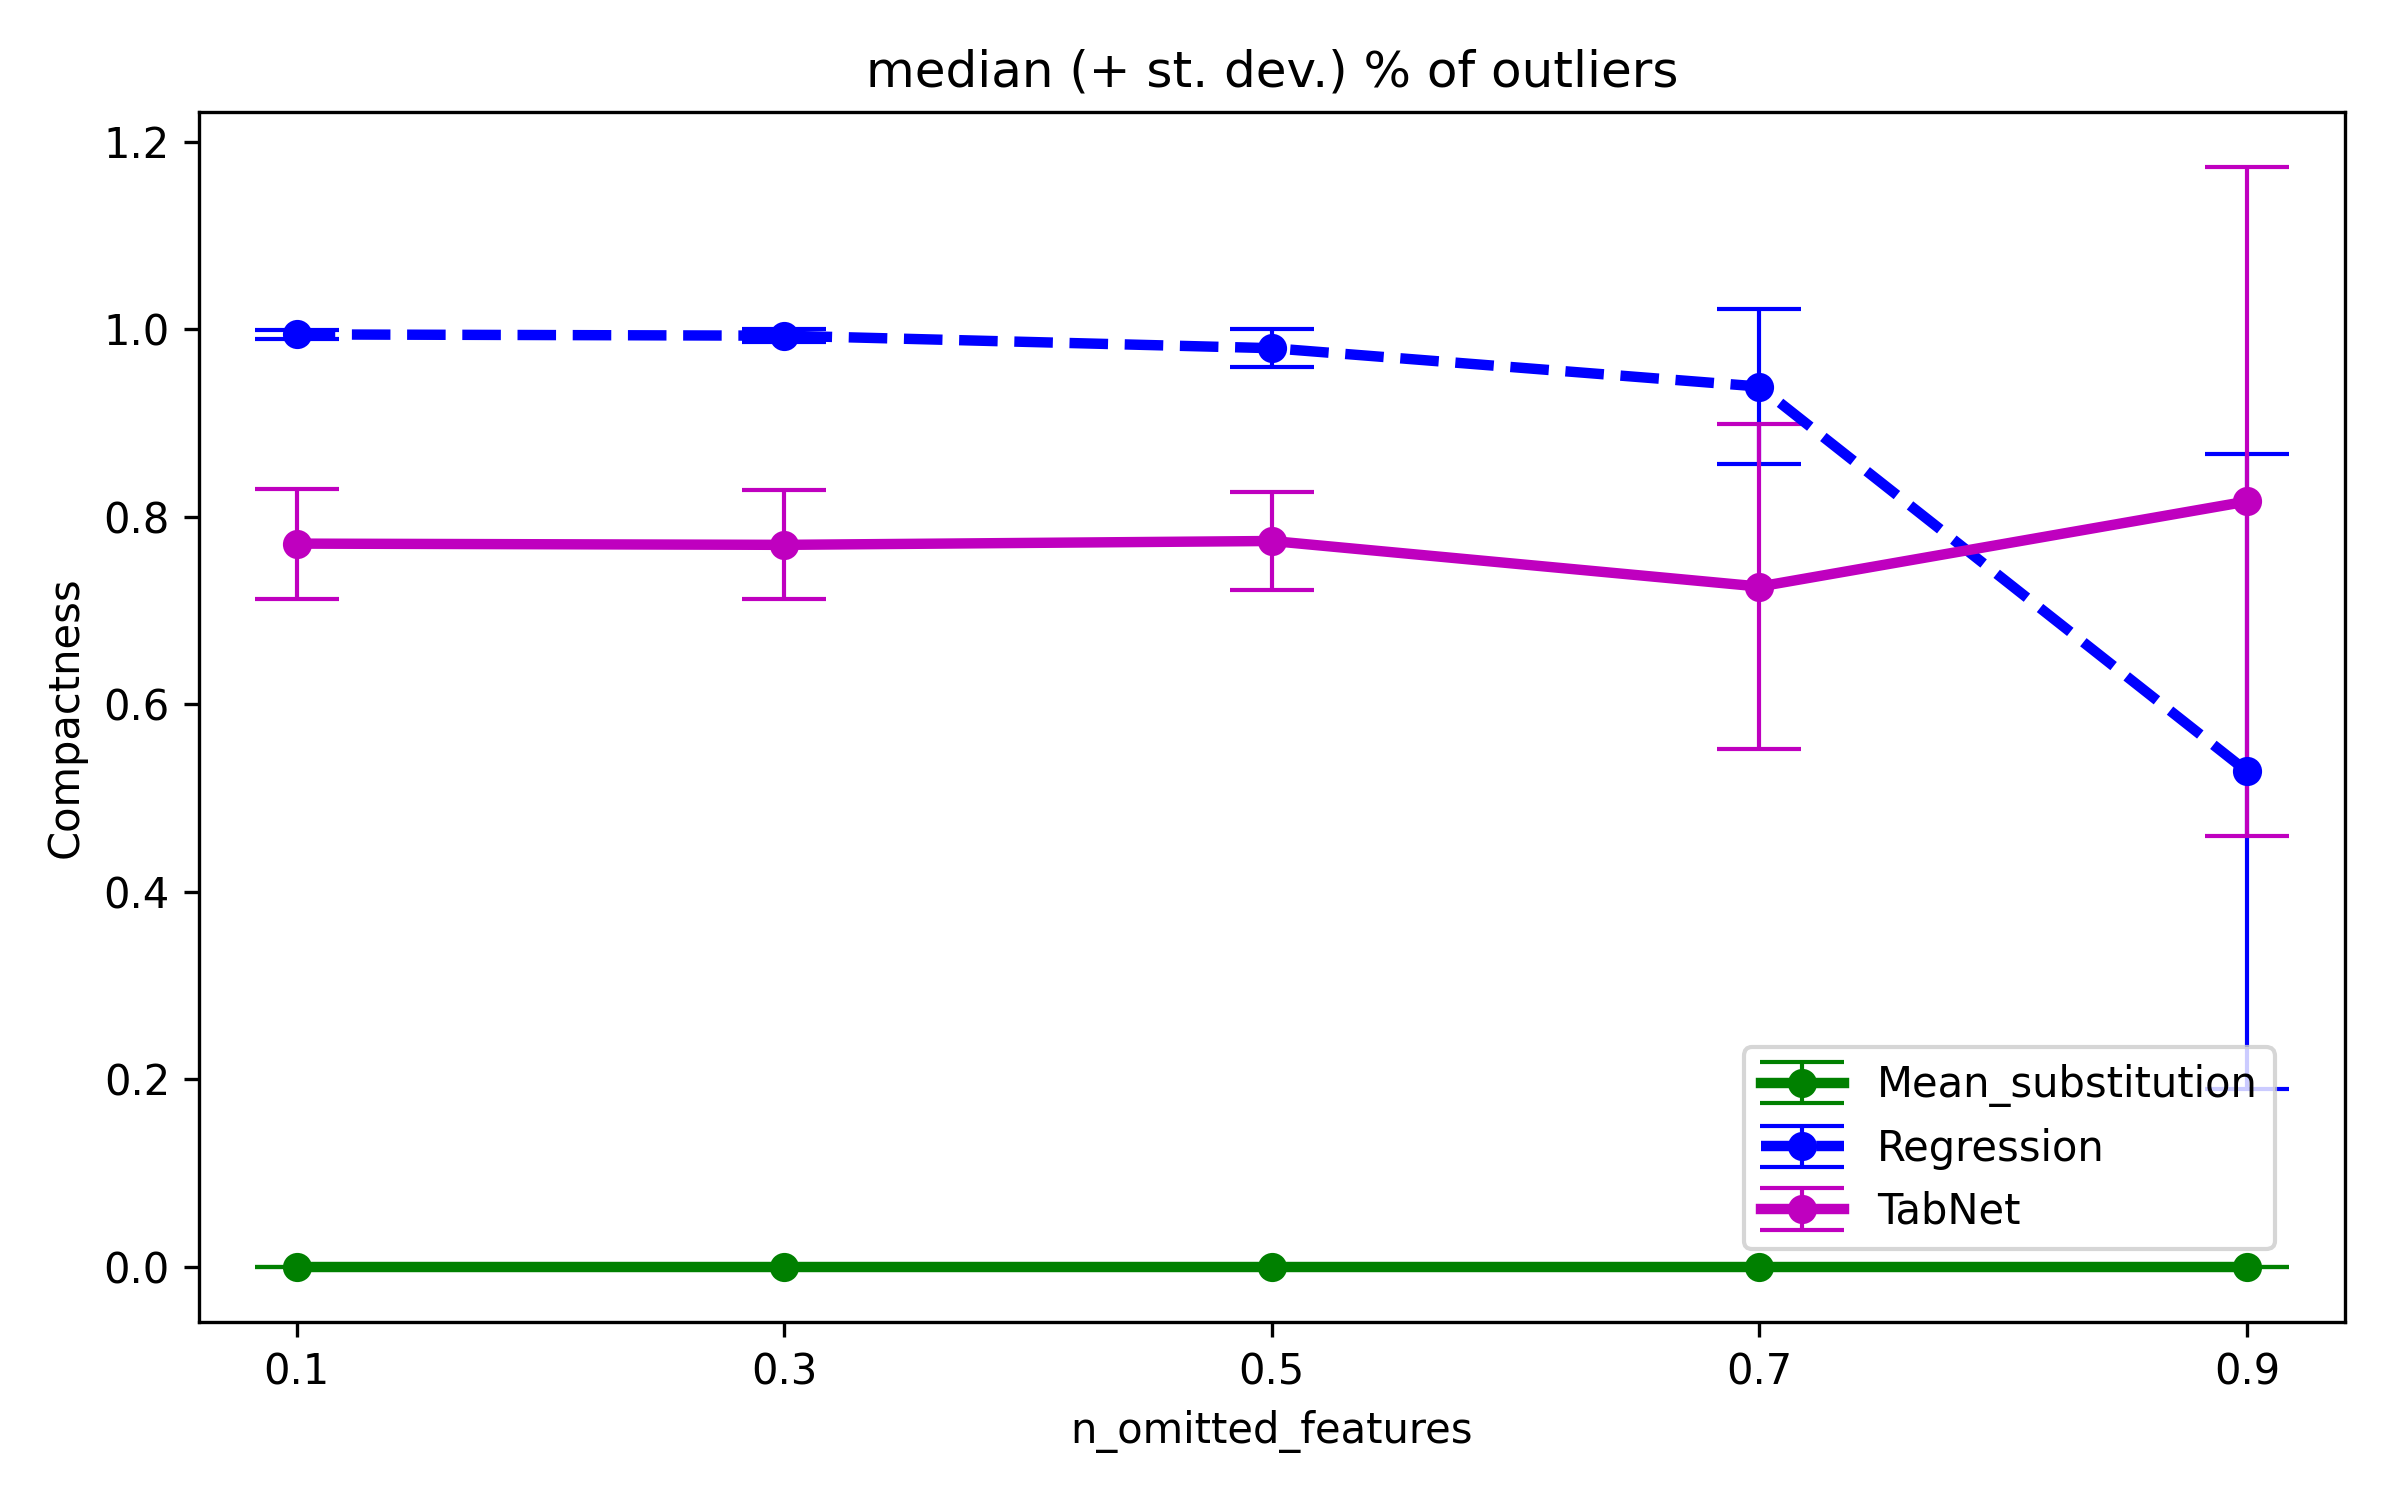 median (+ st. dev.) % of outliers
1.2
1.0
0.8
0.6
0.4
0.2
0.0
Compactness
Mean_substitution
Regression
TabNet
0.1 0.3 0.5 0.7 0.9
n_omitted_features